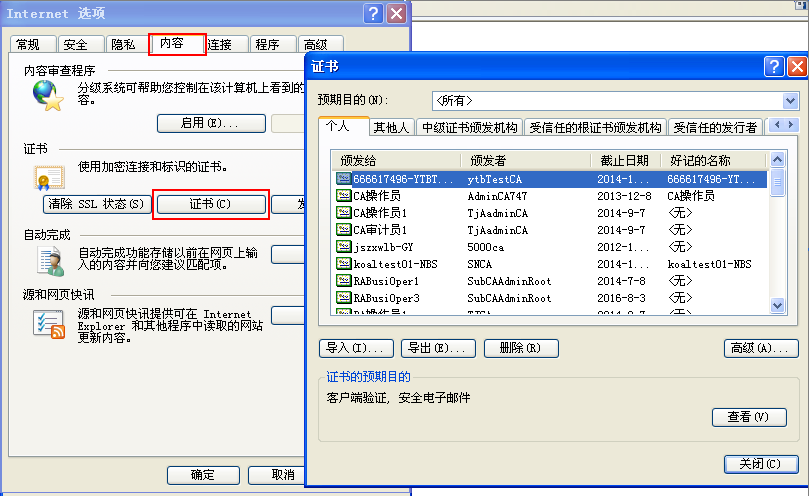 Internet 选项
常规 安全 隐私 内容 连接 程序 高级
内容审查程序
分级系统可帮助您控制在该计算机上看到的
容。
启用(E)...
证书
使用加密连接和标识的证书。
清除 SSL 状态(S) 证书(C) 发
自动完成
自动完成功能存储以前在网页上输
入的内容并向您建议匹配项。
源和网页快讯
源和网页快讯提供可在 Internet
Explorer 和其他程序中读取的网站
更新内容。
确定 取消
证书
预期目的(N): <所有>
个人 其他人 中级证书颁发机构 受信任的根证书颁发机构 受信任的发行者
颁发给 颁发者 截止日期 好记的名称
666617496-YTBT... ytbTestCA 2014-1... 666617496-YT...
CA操作员 AdminCA747 2013-12-8 CA操作员
CA操作员1 TjAadminCA 2014-9-7 <无>
CA审计员1 TjAadminCA 2014-9-7 <无>
jszxwlb-GY 5000ca 2012-1... <无>
koaltest01-NBS SNCA 2014-1... koaltest01-NBS
RABusiOper1 SubCAAdminRoot 2014-7-8 <无>
RABusiOper3 SubCAAdminRoot 2016-8-3 <无>
导入(I)... 导出(E)... 删除(R) 高级(A)...
证书的预期目的
客户端验证, 安全电子邮件
查看(V)
关闭(C)